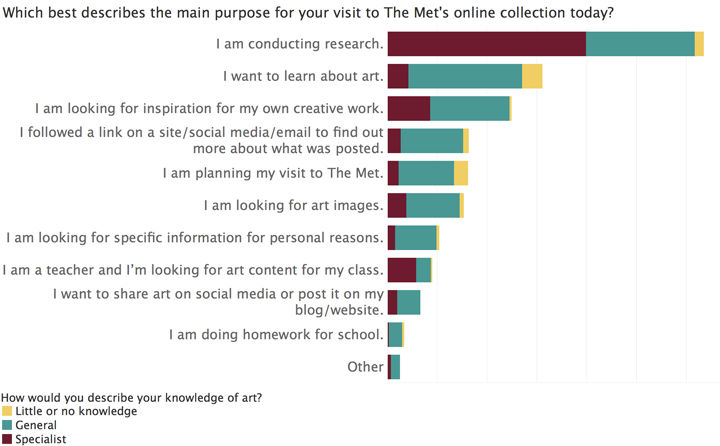 Which best describes the main purpose for your visit to The Met's online collection today?
I am conducting research.
I want to learn about art.
I am looking for inspiration for my own creative work.
I followed a link on a site/social media/email to find out
more about what was posted.
I am planning my visit to The Met.
I am looking for art images.
I am looking for specific information for personal reasons.
I am a teacher and I’m looking for art content for my class.
I want to share art on social media or post it on my
blog/website.
I am doing homework for school.
Other
How would you describe your knowledge of art?
Little or no knowledge
General
Specialist